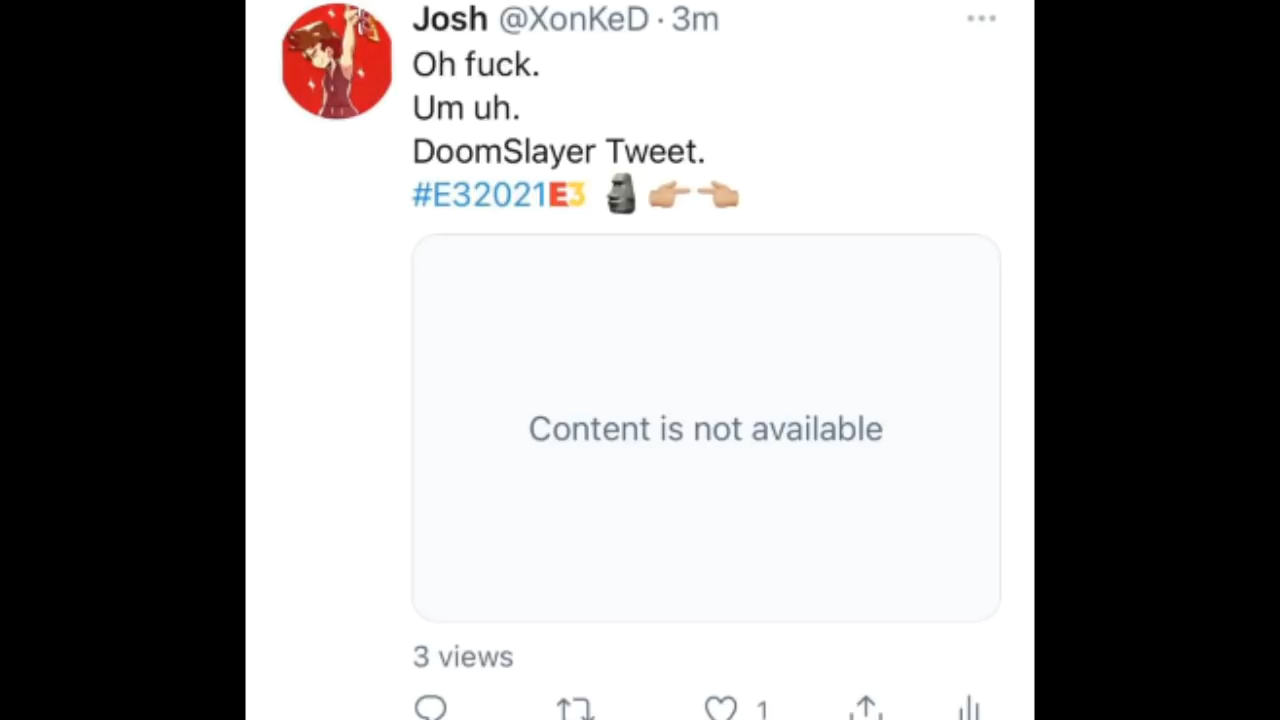 Josh @XonKeD · 3m
Oh fuck.
Um uh.
DoomSlayer Tweet.
#E32021E3 🗿👉🏼👈🏼
Content is not available
3 views
1